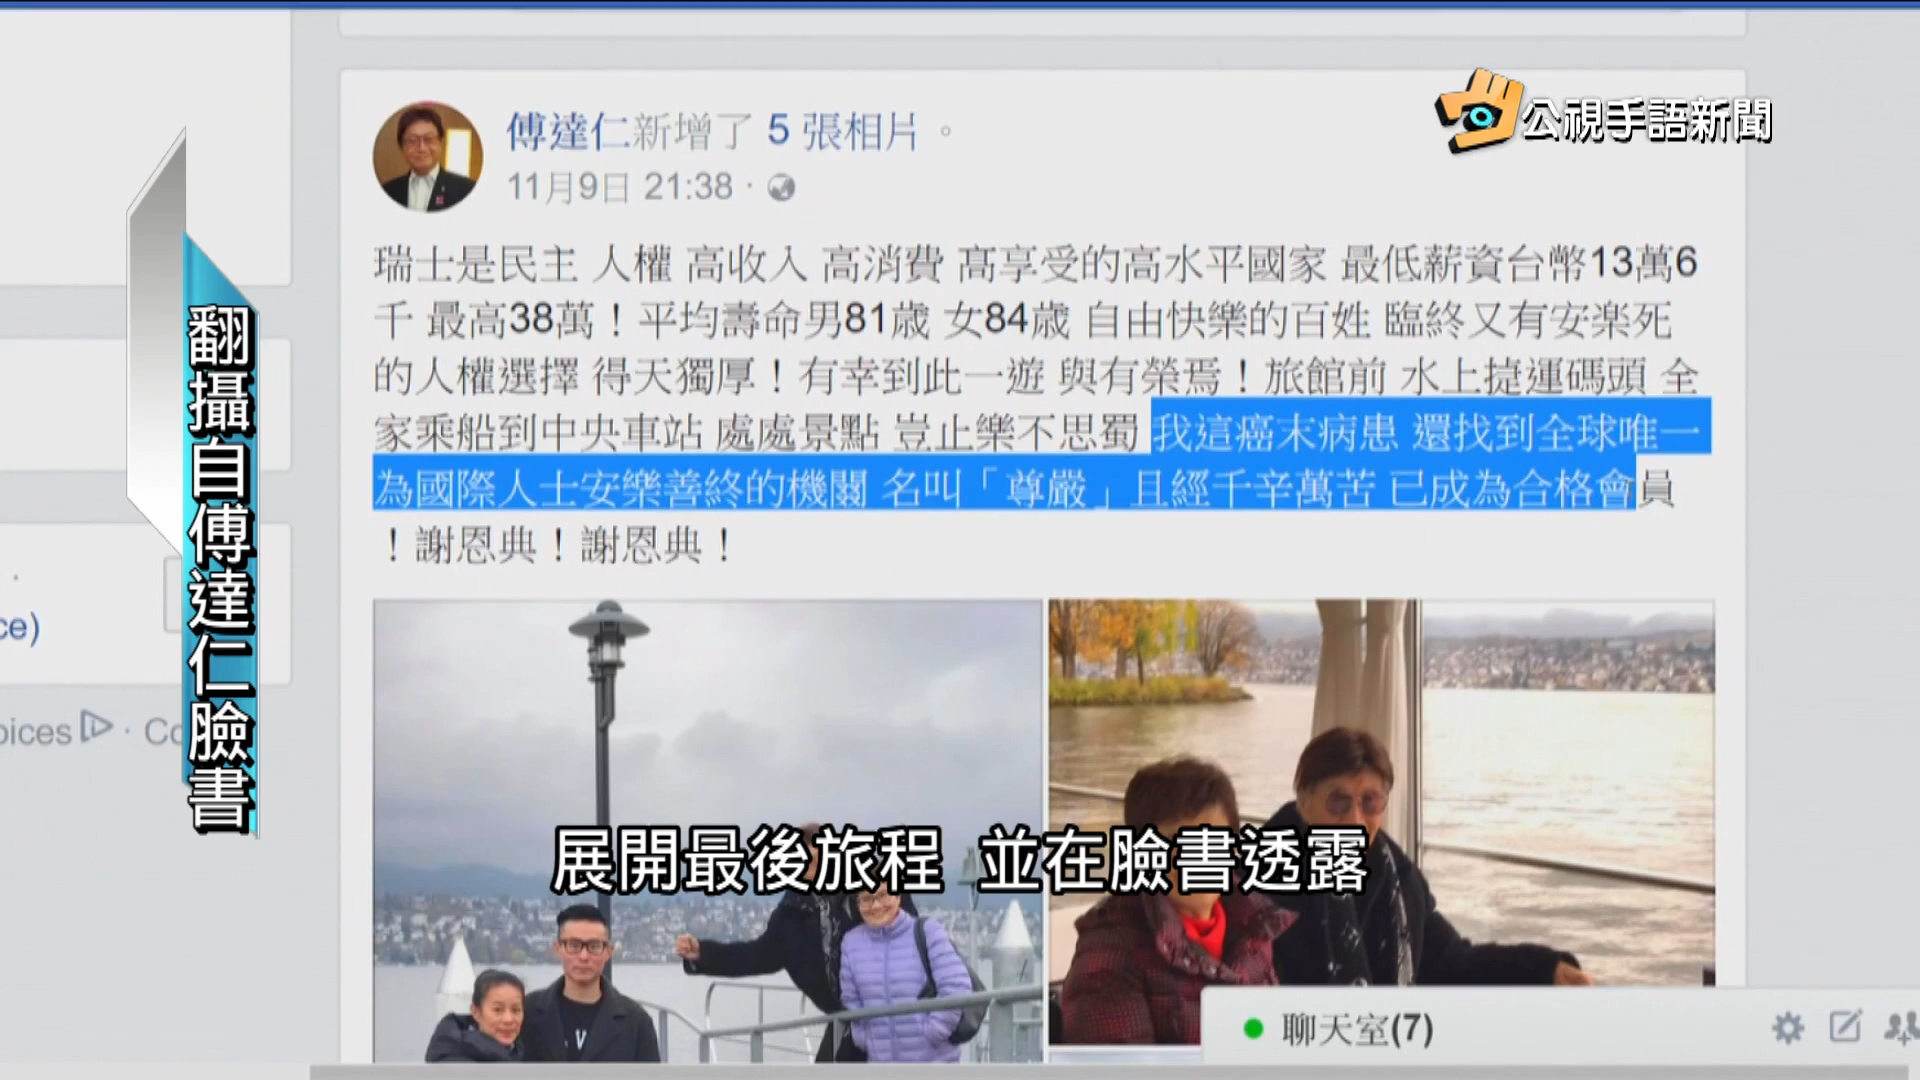 公視手語新聞
傅達仁新增了 5 張相片。
11月9日 21:38 ·
瑞士是民主 人權 高收入 高消費 髙享受的高水平國家 最低薪資台幣13萬6
千 最高38萬！平均壽命男81歲 女84歲 自由快樂的百姓 臨終又有安楽死
的人權選擇 得天獨厚！有幸到此一遊 與有榮焉！旅館前 水上捷運碼頭 全
家乘船到中央車站 處處景點 豈止樂不思蜀 我這癌末病患 還找到全球唯一
為國際人士安樂善終的機關 名叫「尊嚴」且經千辛萬苦 已成為合格會員
！謝恩典！謝恩典！
翻攝自傅達仁臉書
ce)
oices · Co
展開最後旅程 並在臉書透露
聊天室(7)